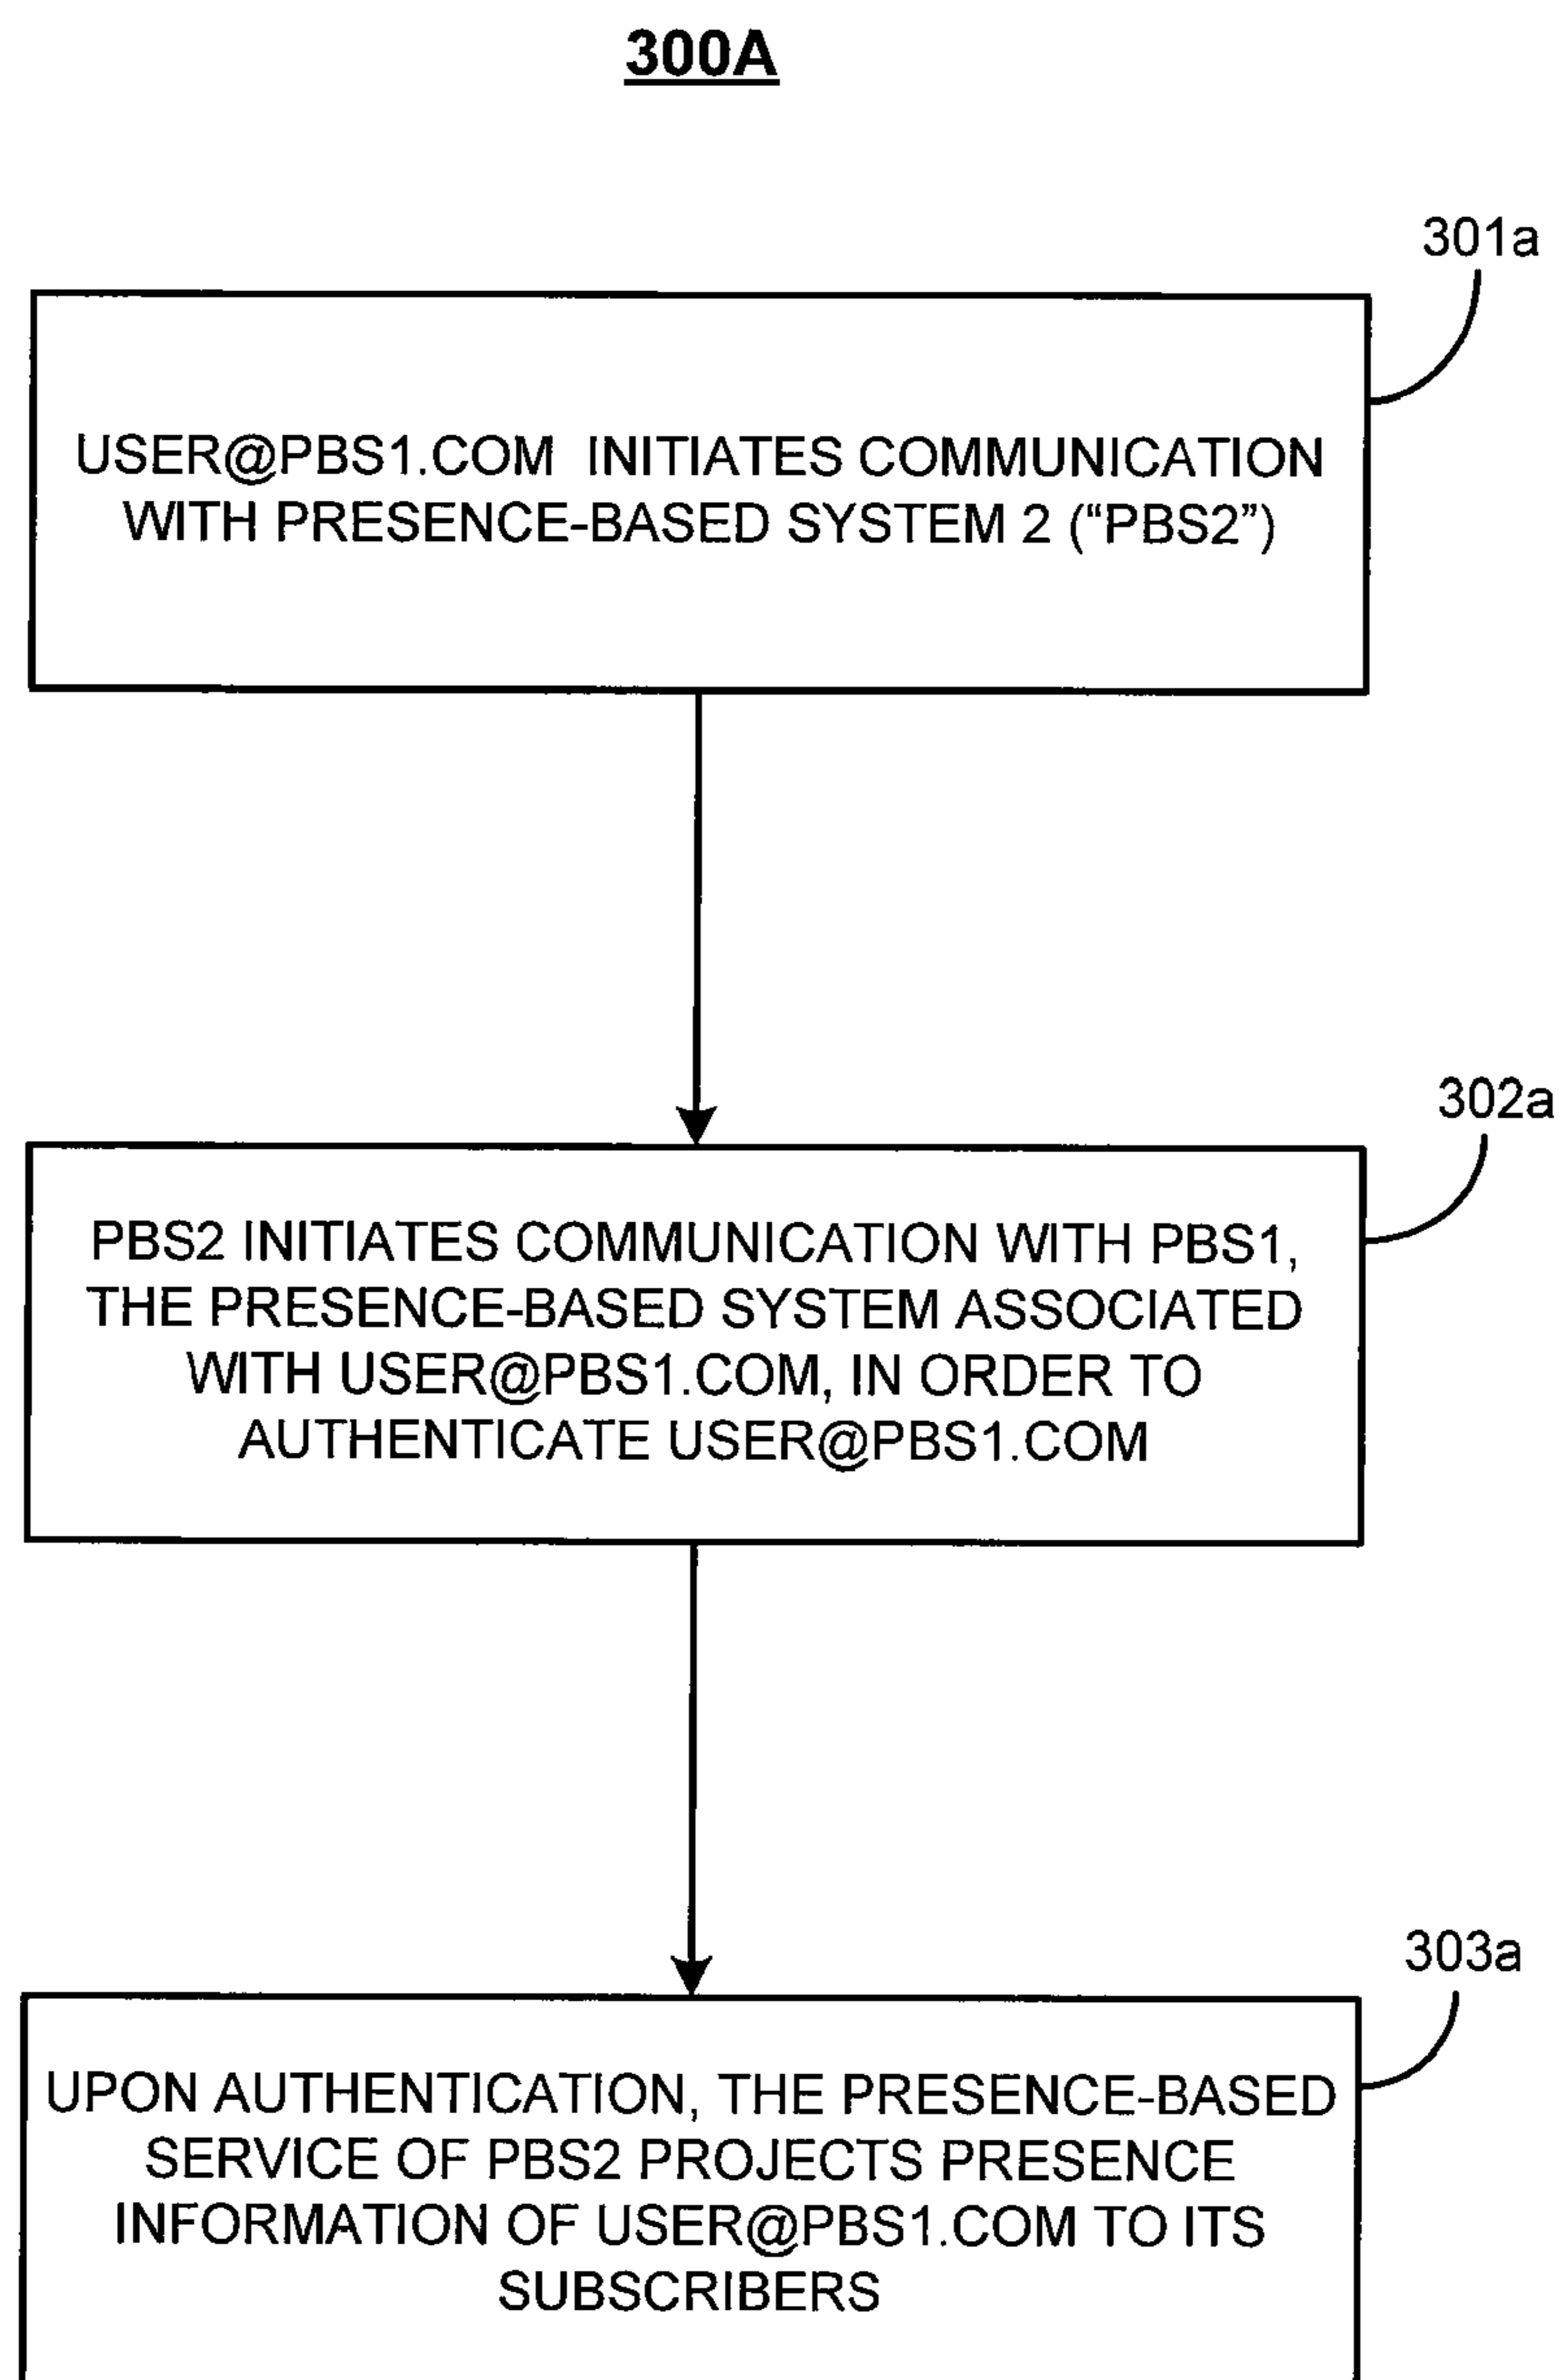 300A
301a
USER@PBS1.COM INITIATES COMMUNICATION
WITH PRESENCE-BASED SYSTEM 2 (“PBS2”)
302a
PBS2 INITIATES COMMUNICATION WITH PBS1,
THE PRESENCE-BASED SYSTEM ASSOCIATED
WITH USER@PBS1.COM, IN ORDER TO
AUTHENTICATE USER@PBS1.COM
303a
UPON AUTHENTICATION, THE PRESENCE-BASED
SERVICE OF PBS2 PROJECTS PRESENCE
INFORMATION OF USER@PBS1.COM TO ITS
SUBSCRIBERS